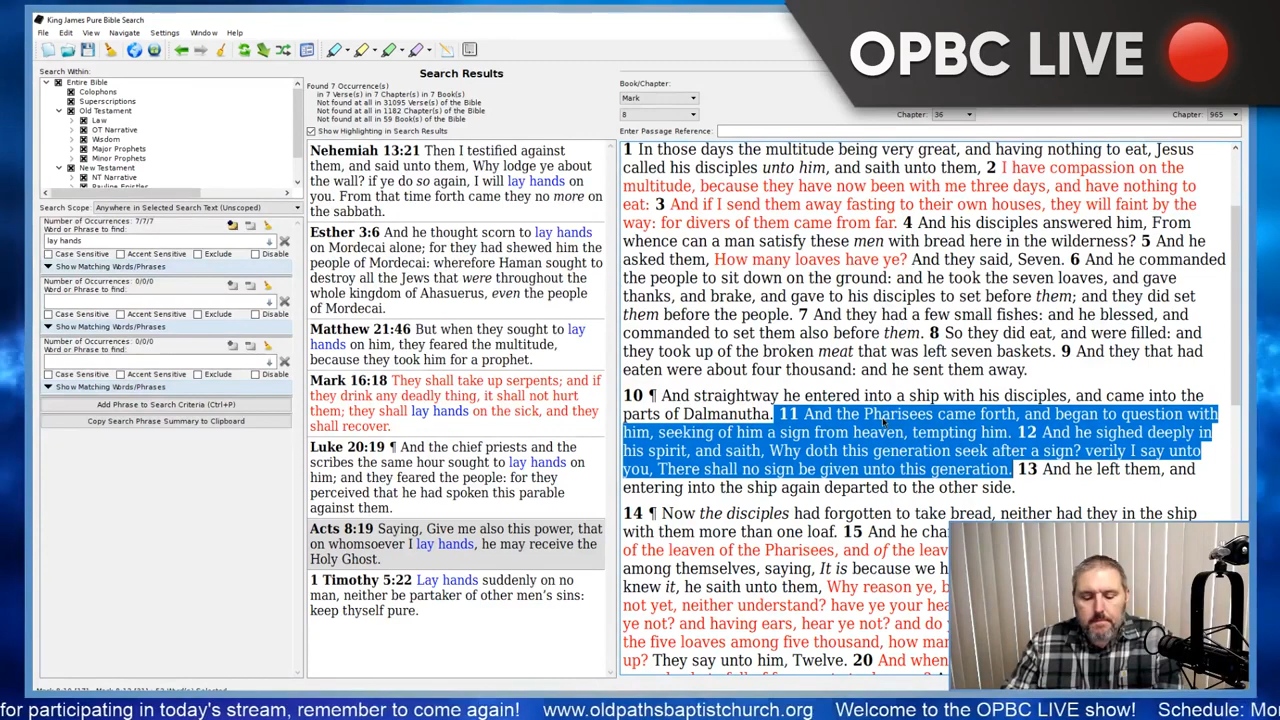 King James Pure Bible Search
File Edit View Navigate Settings Window Help
OPBC LIVE
Search Within:
Entire Bible
Colophons
Superscriptions
Old Testament
Law
OT Narrative
Wisdom
Major Prophets
Minor Prophets
New Testament
NT Narrative
Search Scope: Anywhere in Selected Search Text (Unscoped)
Number of Occurrences: 7/7/7
Word or Phrase to find:
lay hands
Case Sensitive Accent Sensitive Exclude Disable
Show Matching Words/Phrases
Number of Occurrences: 0/0/0
Word or Phrase to find:
Case Sensitive Accent Sensitive Exclude Disable
Show Matching Words/Phrases
Number of Occurrences: 0/0/0
Word or Phrase to find:
Case Sensitive Accent Sensitive Exclude Disable
Show Matching Words/Phrases
Add Phrase to Search Criteria (Ctrl+P)
Copy Search Phrase Summary to Clipboard
Search Results
Found 7 Occurrence(s)
in 7 Verse(s) in 7 Chapter(s) in 7 Book(s)
Not found at all in 31095 Verse(s) of the Bible
Not found at all in 1182 Chapter(s) of the Bible
Not found at all in 59 Book(s) of the Bible
Show Highlighting in Search Results
Nehemiah 13:21 Then I testified against
them, and said unto them, Why lodge ye about
the wall? if ye do so again, I will lay hands on
you. From that time forth came they no more on
the sabbath.
Esther 3:6 And he thought scorn to lay hands
on Mordecai alone; for they had shewed him the
people of Mordecai: wherefore Haman sought to
destroy all the Jews that were throughout the
whole kingdom of Ahasuerus, even the people
of Mordecai.
Matthew 21:46 But when they sought to lay
hands on him, they feared the multitude,
because they took him for a prophet.
Mark 16:18 They shall take up serpents; and if
they drink any deadly thing, it shall not hurt
them; they shall lay hands on the sick, and they
shall recover.
Luke 20:19 ¶ And the chief priests and the
scribes the same hour sought to lay hands on
him; and they feared the people: for they
perceived that he had spoken this parable
against them.
Acts 8:19 Saying, Give me also this power, that
on whomsoever I lay hands, he may receive the
Holy Ghost.
1 Timothy 5:22 Lay hands suddenly on no
man, neither be partaker of other men's sins:
keep thyself pure.
Book/Chapter:
Mark
8 Chapter: 36 Chapter: 965
Enter Passage Reference:
1 In those days the multitude being very great, and having nothing to eat, Jesus
called his disciples unto him, and saith unto them, 2 I have compassion on the
multitude, because they have now been with me three days, and have nothing to
eat: 3 And if I send them away fasting to their own houses, they will faint by the
way: for divers of them came from far. 4 And his disciples answered him, From
whence can a man satisfy these men with bread here in the wilderness? 5 And he
asked them, How many loaves have ye? And they said, Seven. 6 And he commanded
the people to sit down on the ground: and he took the seven loaves, and gave
thanks, and brake, and gave to his disciples to set before them; and they did set
them before the people. 7 And they had a few small fishes: and he blessed, and
commanded to set them also before them. 8 So they did eat, and were filled: and
they took up of the broken meat that was left seven baskets. 9 And they that had
eaten were about four thousand: and he sent them away.
10 ¶ And straightway he entered into a ship with his disciples, and came into the
parts of Dalmanutha. 11 And the Pharisees came forth, and began to question with
him, seeking of him a sign from heaven, tempting him. 12 And he sighed deeply in
his spirit, and saith, Why doth this generation seek after a sign? verily I say unto
you, There shall no sign be given unto this generation. 13 And he left them, and
entering into the ship again departed to the other side.
14 ¶ Now the disciples had forgotten to take bread, neither had they in the ship
with them more than one loaf. 15 And he
of the leaven of the Pharisees, and of the
among themselves, saying, It is because we
knew it, he saith unto them, Why reason ye,
not yet, neither understand? have ye your
ye not? and having ears, hear ye not? and do
the five loaves among five thousand, how
up? They say unto him, Twelve. 20 And when
for participating in today's stream, remember to come again! www.oldpathsbaptistchurch.org Welcome to the OPBC LIVE show! Schedule: Mo